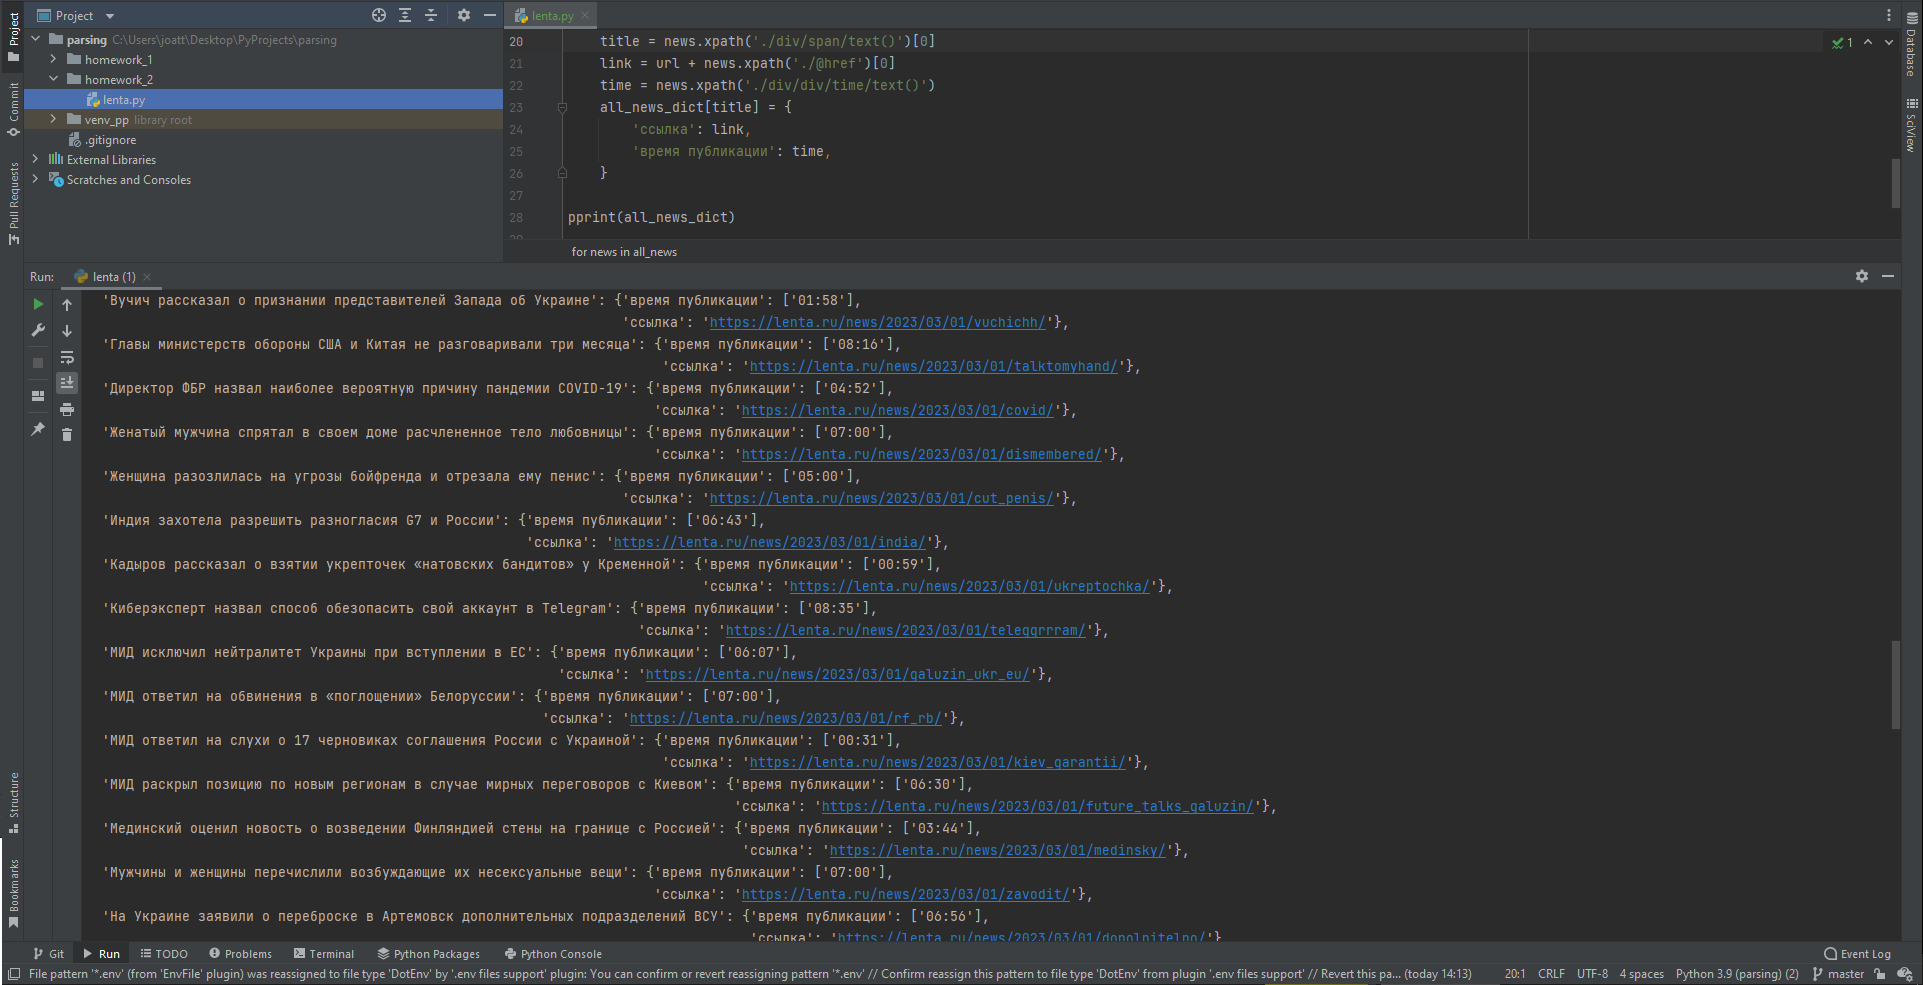 Project
lenta.py
parsing C:\Users\joatt\Desktop\PyProjects\parsing
homework_1
homework_2
lenta.py
venv_pp library root
.gitignore
External Libraries
Scratches and Consoles
Project
Commit
Pull Requests
Structure
Bookmarks
Database
SciView
1
20 title = news.xpath('./div/span/text()')[0]
21 link = url + news.xpath('./@href')[0]
22 time = news.xpath('./div/div/time/text()')
23 all_news_dict[title] = {
24 'ссылка': link,
25 'время публикации': time,
26 }
27
28 pprint(all_news_dict)
for news in all_news
Run: lenta (1)
'Вучич рассказал о признании представителей Запада об Украине': {'время публикации': ['01:58'],
'ссылка': 'https://lenta.ru/news/2023/03/01/vuchichh/'},
'Главы министерств обороны США и Китая не разговаривали три месяца': {'время публикации': ['08:16'],
'ссылка': 'https://lenta.ru/news/2023/03/01/talktomyhand/'},
'Директор ФБР назвал наиболее вероятную причину пандемии COVID-19': {'время публикации': ['04:52'],
'ссылка': 'https://lenta.ru/news/2023/03/01/covid/'},
'Женатый мужчина спрятал в своем доме расчлененное тело любовницы': {'время публикации': ['07:00'],
'ссылка': 'https://lenta.ru/news/2023/03/01/dismembered/'},
'Женщина разозлилась на угрозы бойфренда и отрезала ему пенис': {'время публикации': ['05:00'],
'ссылка': 'https://lenta.ru/news/2023/03/01/cut_penis/'},
'Индия захотела разрешить разногласия G7 и России': {'время публикации': ['06:43'],
'ссылка': 'https://lenta.ru/news/2023/03/01/india/'},
'Кадыров рассказал о взятии укрепточек «натовских бандитов» у Кременной': {'время публикации': ['00:59'],
'ссылка': 'https://lenta.ru/news/2023/03/01/ukreptochka/'},
'Киберэксперт назвал способ обезопасить свой аккаунт в Telegram': {'время публикации': ['08:35'],
'ссылка': 'https://lenta.ru/news/2023/03/01/teleggrrram/'},
'МИД исключил нейтралитет Украины при вступлении в ЕС': {'время публикации': ['06:07'],
'ссылка': 'https://lenta.ru/news/2023/03/01/galuzin_ukr_eu/'},
'МИД ответил на обвинения в «поглощении» Белоруссии': {'время публикации': ['07:00'],
'ссылка': 'https://lenta.ru/news/2023/03/01/rf_rb/'},
'МИД ответил на слухи о 17 черновиках соглашения России с Украиной': {'время публикации': ['00:31'],
'ссылка': 'https://lenta.ru/news/2023/03/01/kiev_garantii/'},
'МИД раскрыл позицию по новым регионам в случае мирных переговоров с Киевом': {'время публикации': ['06:30'],
'ссылка': 'https://lenta.ru/news/2023/03/01/future_talks_galuzin/'},
'Мединский оценил новость о возведении Финляндией стены на границе с Россией': {'время публикации': ['03:44'],
'ссылка': 'https://lenta.ru/news/2023/03/01/medinsky/'},
'Мужчины и женщины перечислили возбуждающие их несексуальные вещи': {'время публикации': ['07:00'],
'ссылка': 'https://lenta.ru/news/2023/03/01/zavodit/'},
'На Украине заявили о переброске в Артемовск дополнительных подразделений ВСУ': {'время публикации': ['06:56'],
'ссылка': 'https://lenta.ru/news/2023/03/01/dopolnitelno/'}
Git Run TODO Problems Terminal Python Packages Python Console Event Log
File pattern '*.env' (from 'EnvFile' plugin) was reassigned to file type 'DotEnv' by '.env files support' plugin: You can confirm or revert reassigning pattern '*.env' // Confirm reassign this pattern to file type 'DotEnv' from plugin '.env files support' // Revert this pa... (today 14:13) 20:1 CRLF UTF-8 4 spaces Python 3.9 (parsing) (2) master